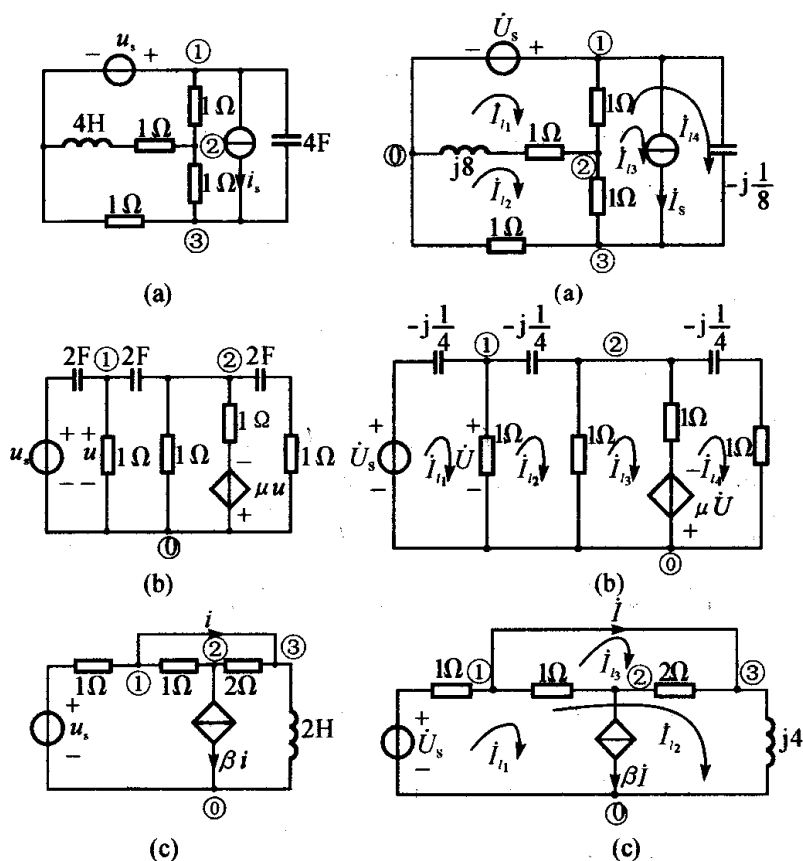 u_s
− +
①
1Ω
4H
1Ω
②
4F
1Ω
i_s
1Ω
③
(a)
U̇_s
− +
①
İ_l1
1Ω
1Ω
İ_l4
⓪
j8
②
İ_l3
İ_l2
1Ω
İ_s
−j1/8
1Ω
③
(a)
2F ① 2F ② 2F
1Ω
u_s + + u 1Ω 1Ω − 1Ω
− − μu
+
⓪
(b)
−j1/4 ① −j1/4 ② −j1/4
1Ω
+ + 1Ω 1Ω 1Ω
U̇_s İ_l1 U̇ İ_l2 İ_l3 − İ_l4
− − μU̇
+
⓪
(b)
i
② ③
1Ω ① 1Ω 2Ω
+
u_s
−
2H
βi
⓪
(c)
İ
1Ω ① 1Ω İ_l3 ② 2Ω ③
+
U̇_s
−
İ_l1 İ_l2 j4
βİ
⓪
(c)